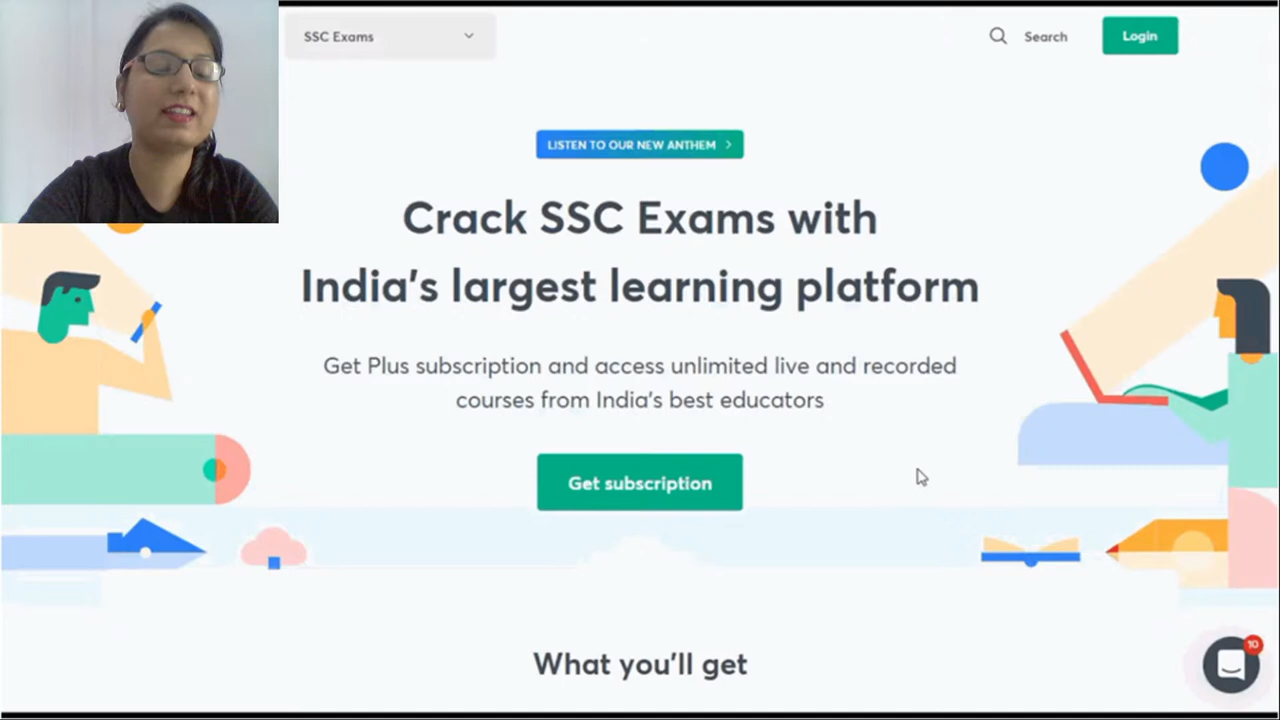 SSC Exams
Search
Login
LISTEN TO OUR NEW ANTHEM
Crack SSC Exams with
India's largest learning platform
Get Plus subscription and access unlimited live and recorded
courses from India's best educators
Get subscription
What you'll get
10